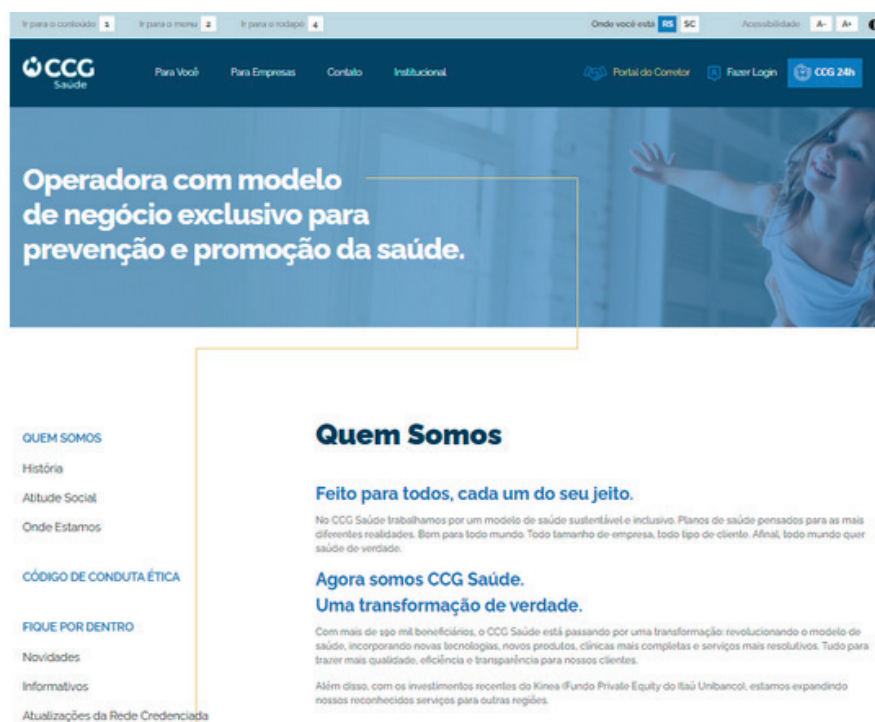 Ir para o conteúdo 1 Ir para o menu 2 Ir para o rodapé 4 Onde você está RS SC Acessibilidade A- A+
CCG
Saúde
Para Você Para Empresas Contato Institucional Portal do Corretor Fazer Login CCG 24h
Operadora com modelo
de negócio exclusivo para
prevenção e promoção da saúde.
QUEM SOMOS
História
Atitude Social
Onde Estamos
CÓDIGO DE CONDUTA ÉTICA
FIQUE POR DENTRO
Novidades
Informativos
Atualizações da Rede Credenciada
Quem Somos
Feito para todos, cada um do seu jeito.
No CCG Saúde trabalhamos por um modelo de saúde sustentável e inclusivo. Planos de saúde pensados para as mais
diferentes realidades. Bom para todo mundo. Todo tamanho de empresa, todo tipo de cliente. Afinal, todo mundo quer
saúde de verdade.
Agora somos CCG Saúde.
Uma transformação de verdade.
Com mais de 190 mil beneficiários, o CCG Saúde está passando por uma transformação: revolucionando o modelo de
saúde, incorporando novas tecnologias, novos produtos, clínicas mais completas e serviços mais resolutivos. Tudo para
trazer mais qualidade, eficiência e transparência para nossos clientes.
Além disso, com os investimentos recentes do Kinea (Fundo Private Equity do Itaú Unibanco), estamos expandindo
nossos reconhecidos serviços para outras regiões.